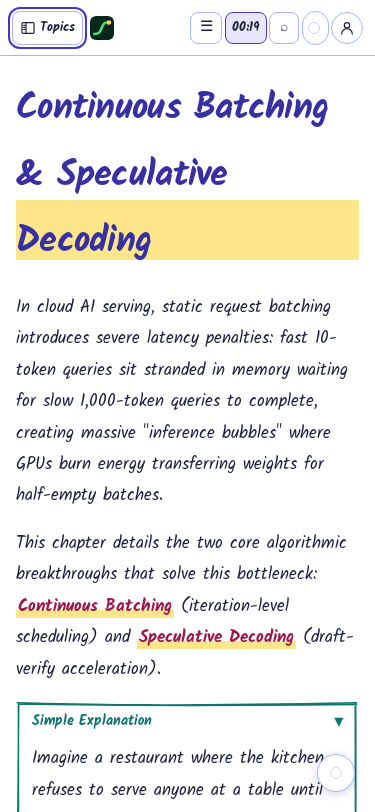 Topics
00:19
Continuous Batching
& Speculative
Decoding
In cloud AI serving, static request batching
introduces severe latency penalties: fast 10-
token queries sit stranded in memory waiting
for slow 1,000-token queries to complete,
creating massive "inference bubbles" where
GPUs burn energy transferring weights for
half-empty batches.
This chapter details the two core algorithmic
breakthroughs that solve this bottleneck:
Continuous Batching (iteration-level
scheduling) and Speculative Decoding (draft-
verify acceleration).
Simple Explanation ▼
Imagine a restaurant where the kitchen
refuses to serve anyone at a table until